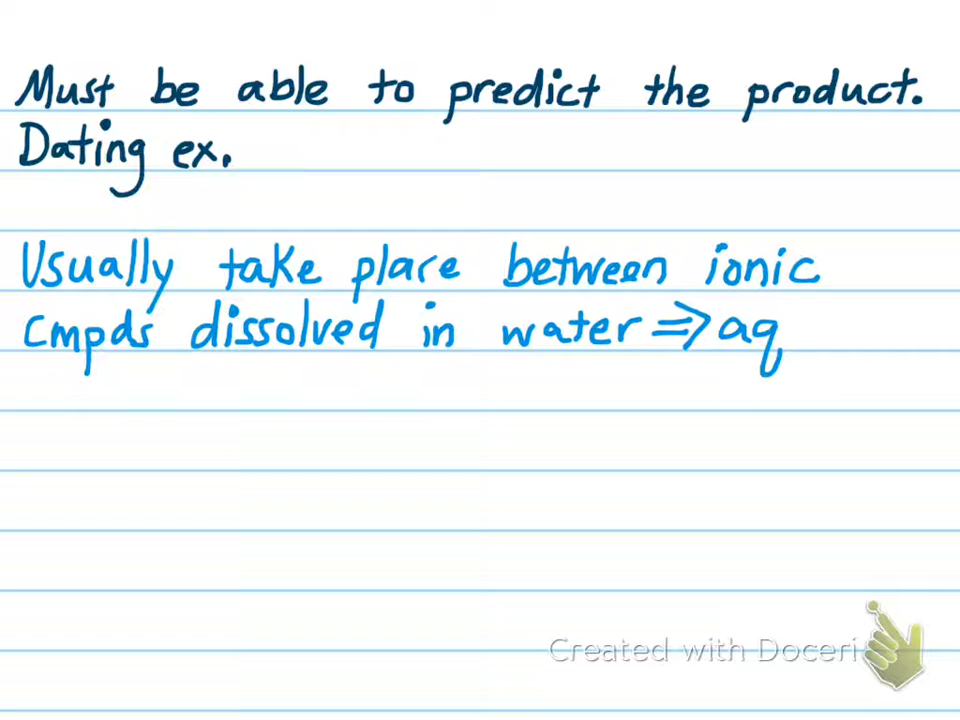 Must be able to predict the product.
Dating ex.
Usually take place between ionic
cmpds dissolved in water ⇒ aq
Created with Doceri